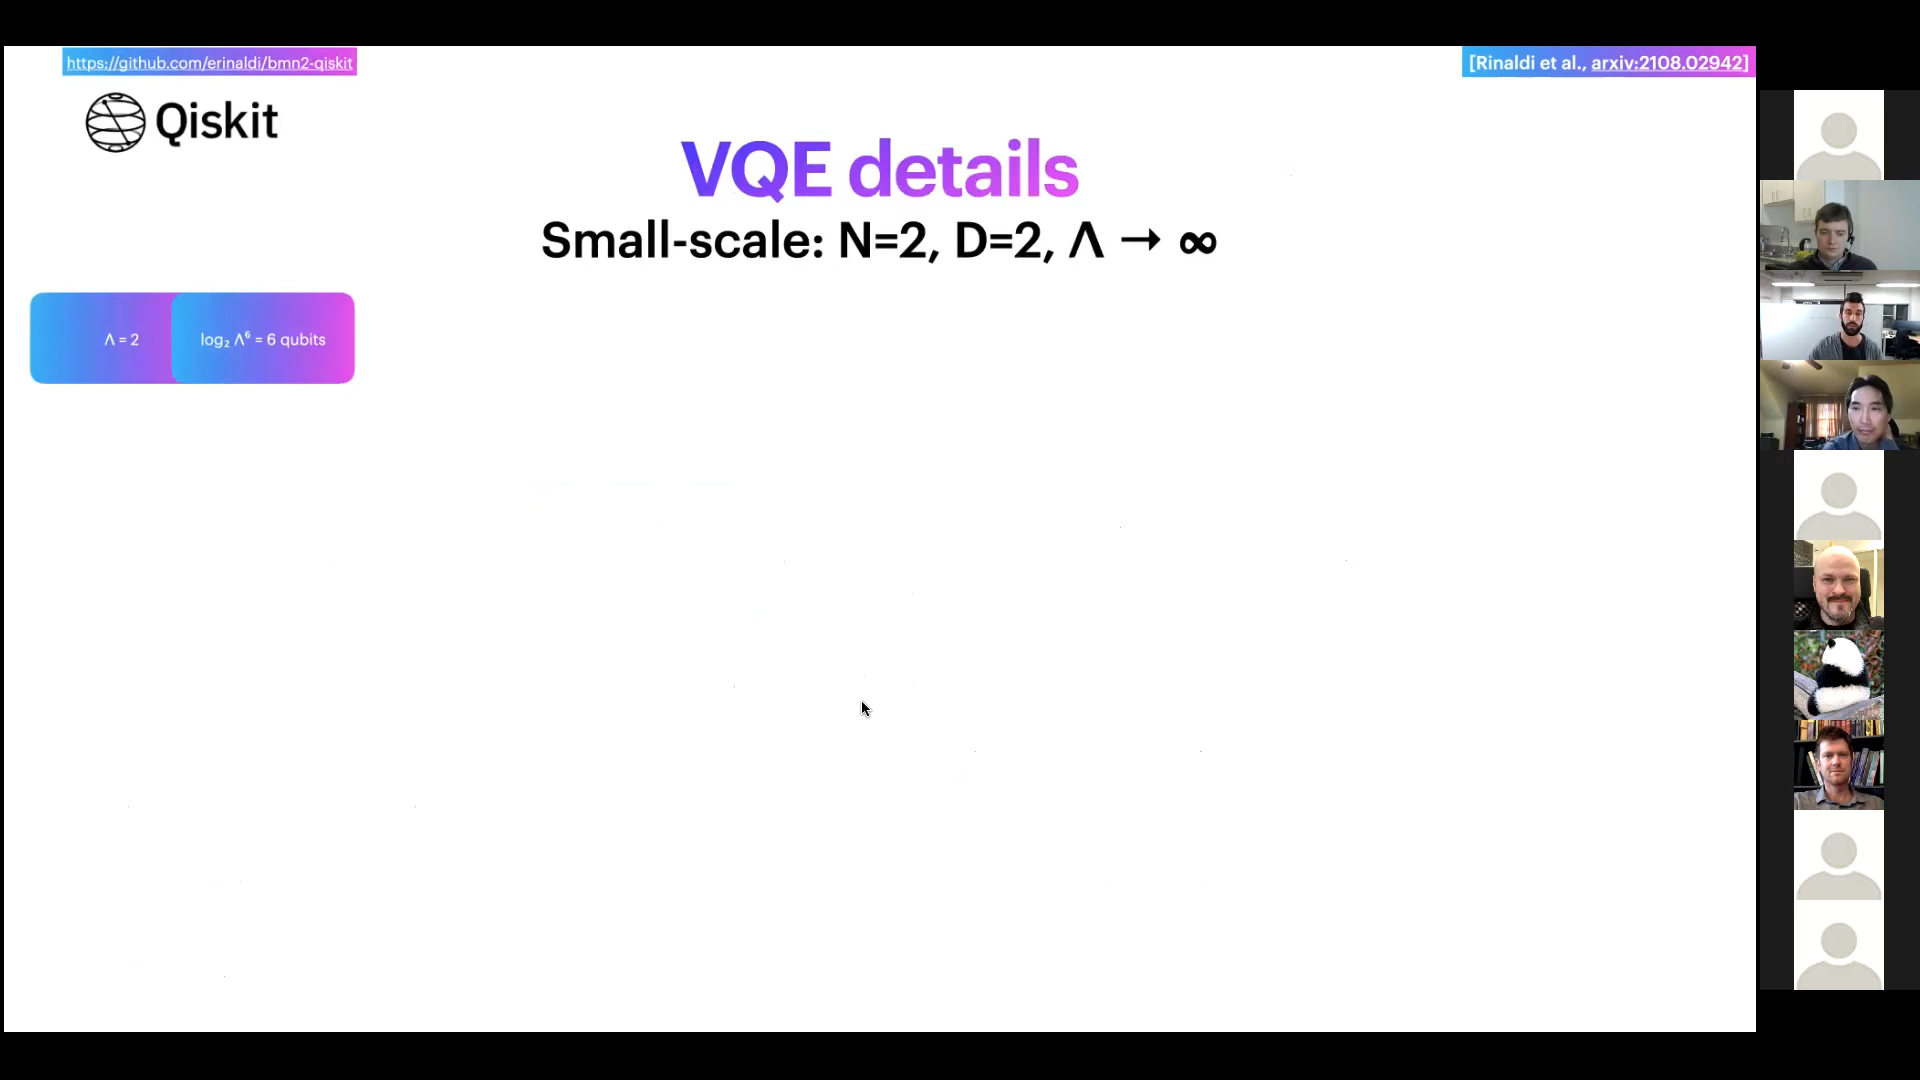 https://github.com/erinaldi/bmn2-qiskit
[Rinaldi et al., arxiv:2108.02942]
Qiskit
VQE details
Small-scale: N=2, D=2, Λ → ∞
Λ = 2
log₂ Λ⁶ = 6 qubits